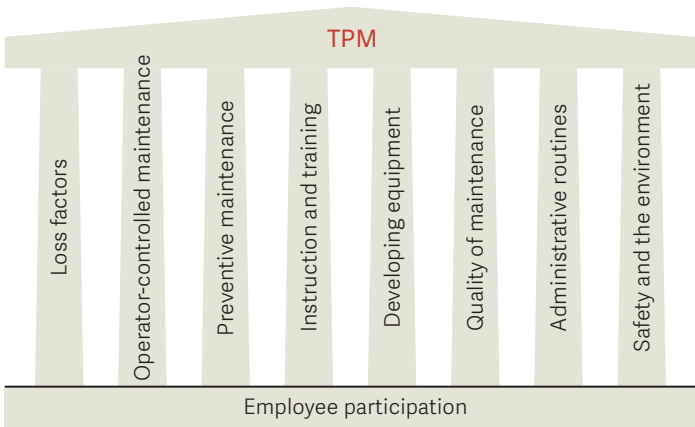 TPM
Loss factors
Operator-controlled maintenance
Preventive maintenance
Instruction and training
Developing equipment
Quality of maintenance
Administrative routines
Safety and the environment
Employee participation